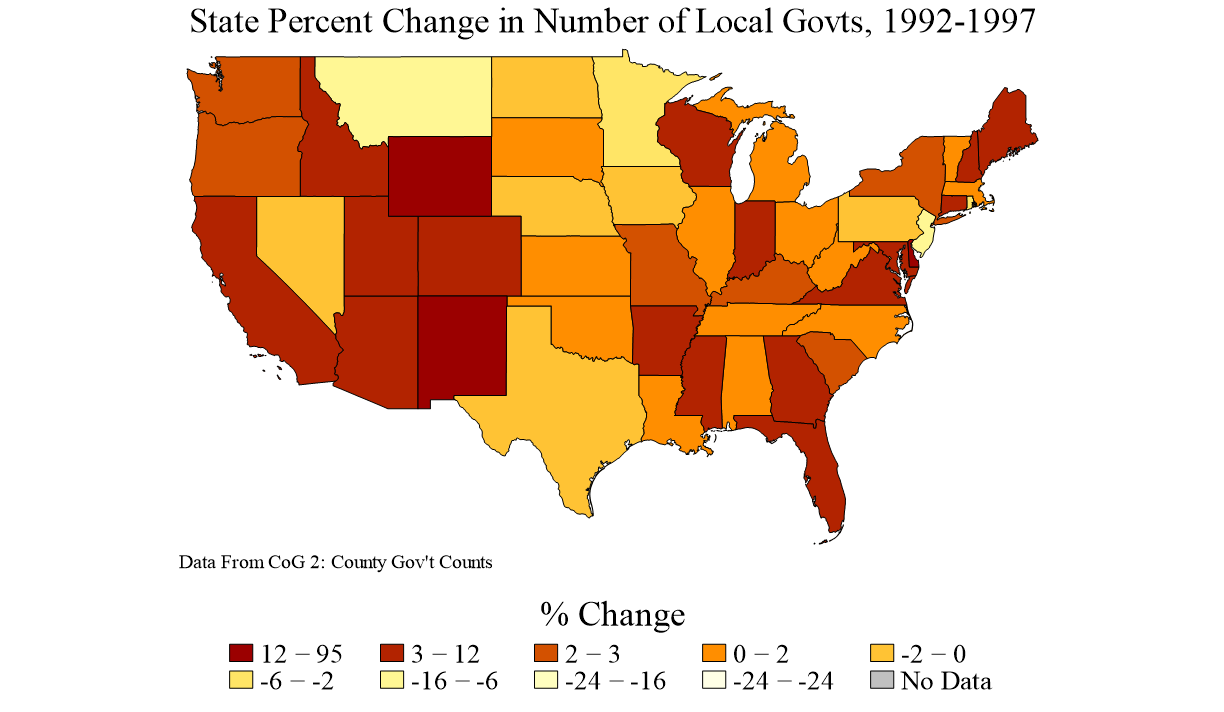 State Percent Change in Number of Local Govts, 1992-1997
Data From CoG 2: County Gov't Counts
% Change
12 − 95 3 − 12 2 − 3 0 − 2 -2 − 0
-6 − -2 -16 − -6 -24 − -16 -24 − -24 No Data